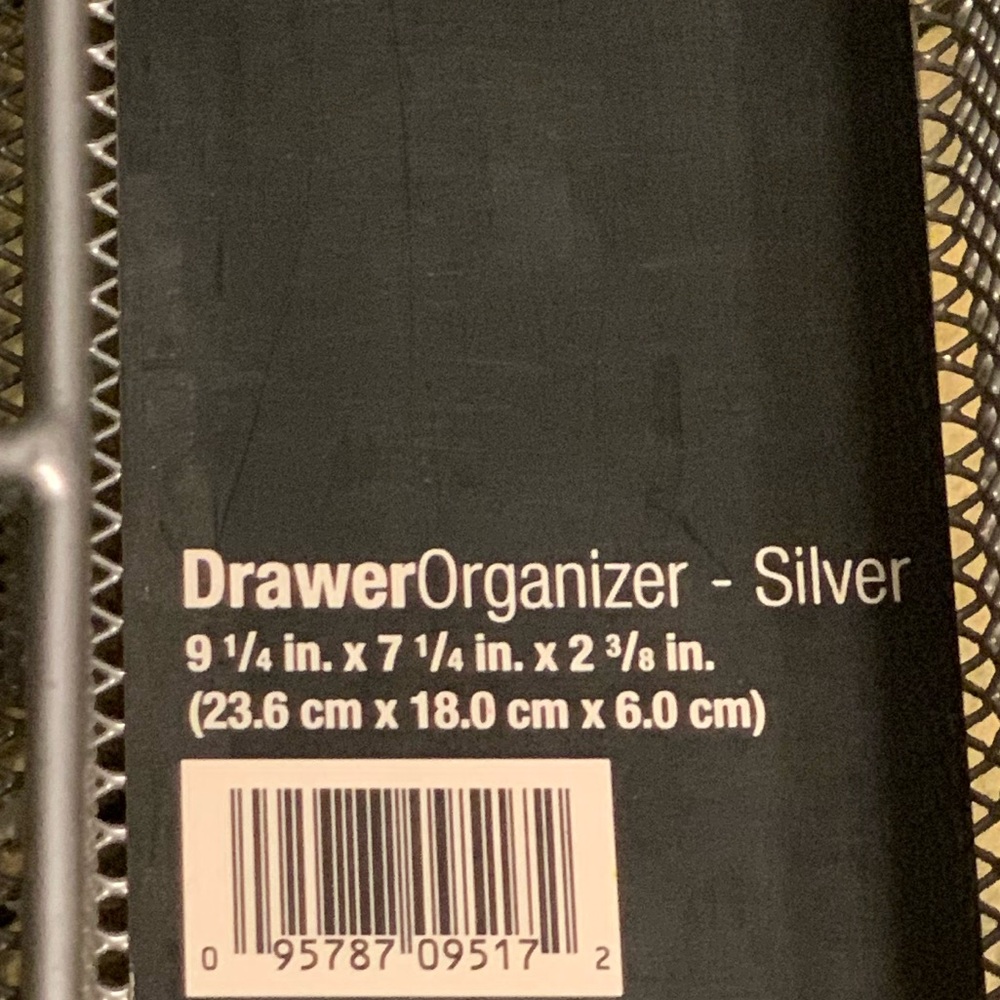 DrawerOrganizer - Silver
9 1/4 in. x 7 1/4 in. x 2 3/8 in.
(23.6 cm x 18.0 cm x 6.0 cm)
0 95787 09517 2